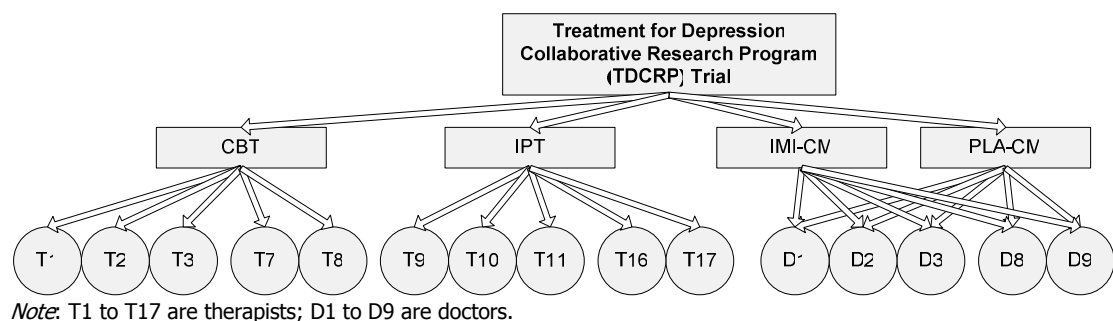 Treatment for Depression
Collaborative Research Program
(TDCRP) Trial
CBT IPT IMI-CM PLA-CM
T1 T2 T3 T7 T8 T9 T10 T11 T16 T17 D1 D2 D3 D8 D9
Note: T1 to T17 are therapists; D1 to D9 are doctors.